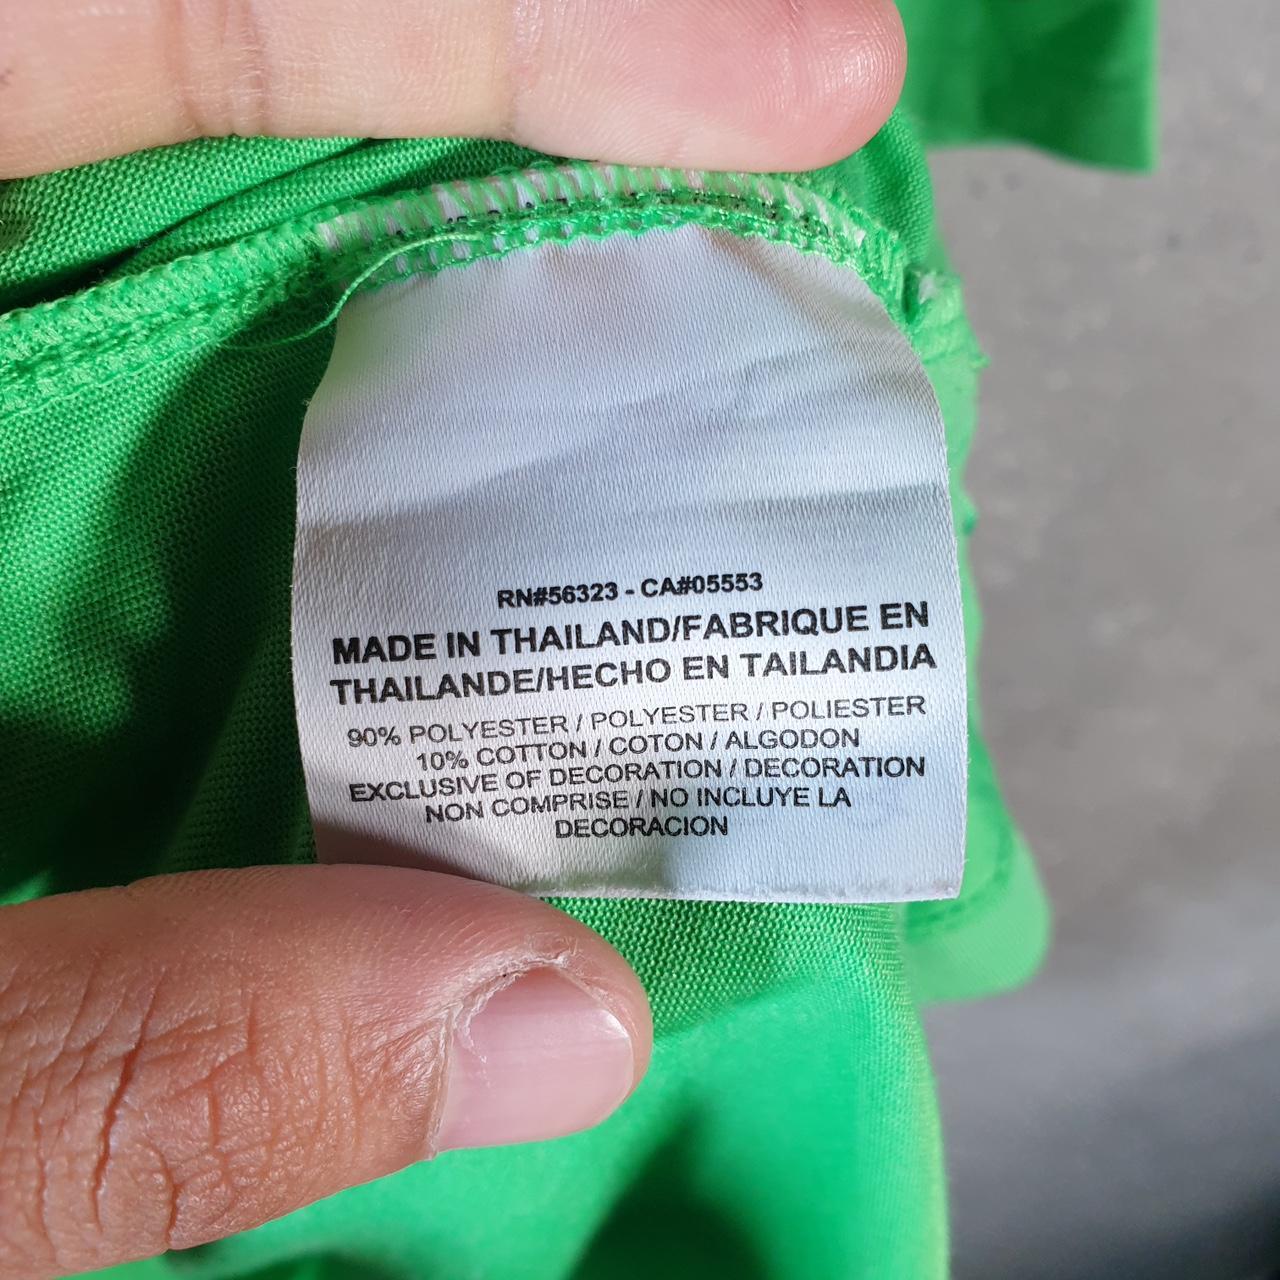 RN#56323 - CA#05553
MADE IN THAILAND/FABRIQUE EN
THAILANDE/HECHO EN TAILANDIA
90% POLYESTER / POLYESTER / POLIESTER
10% COTTON / COTON / ALGODON
EXCLUSIVE OF DECORATION / DECORATION
NON COMPRISE / NO INCLUYE LA
DECORACION